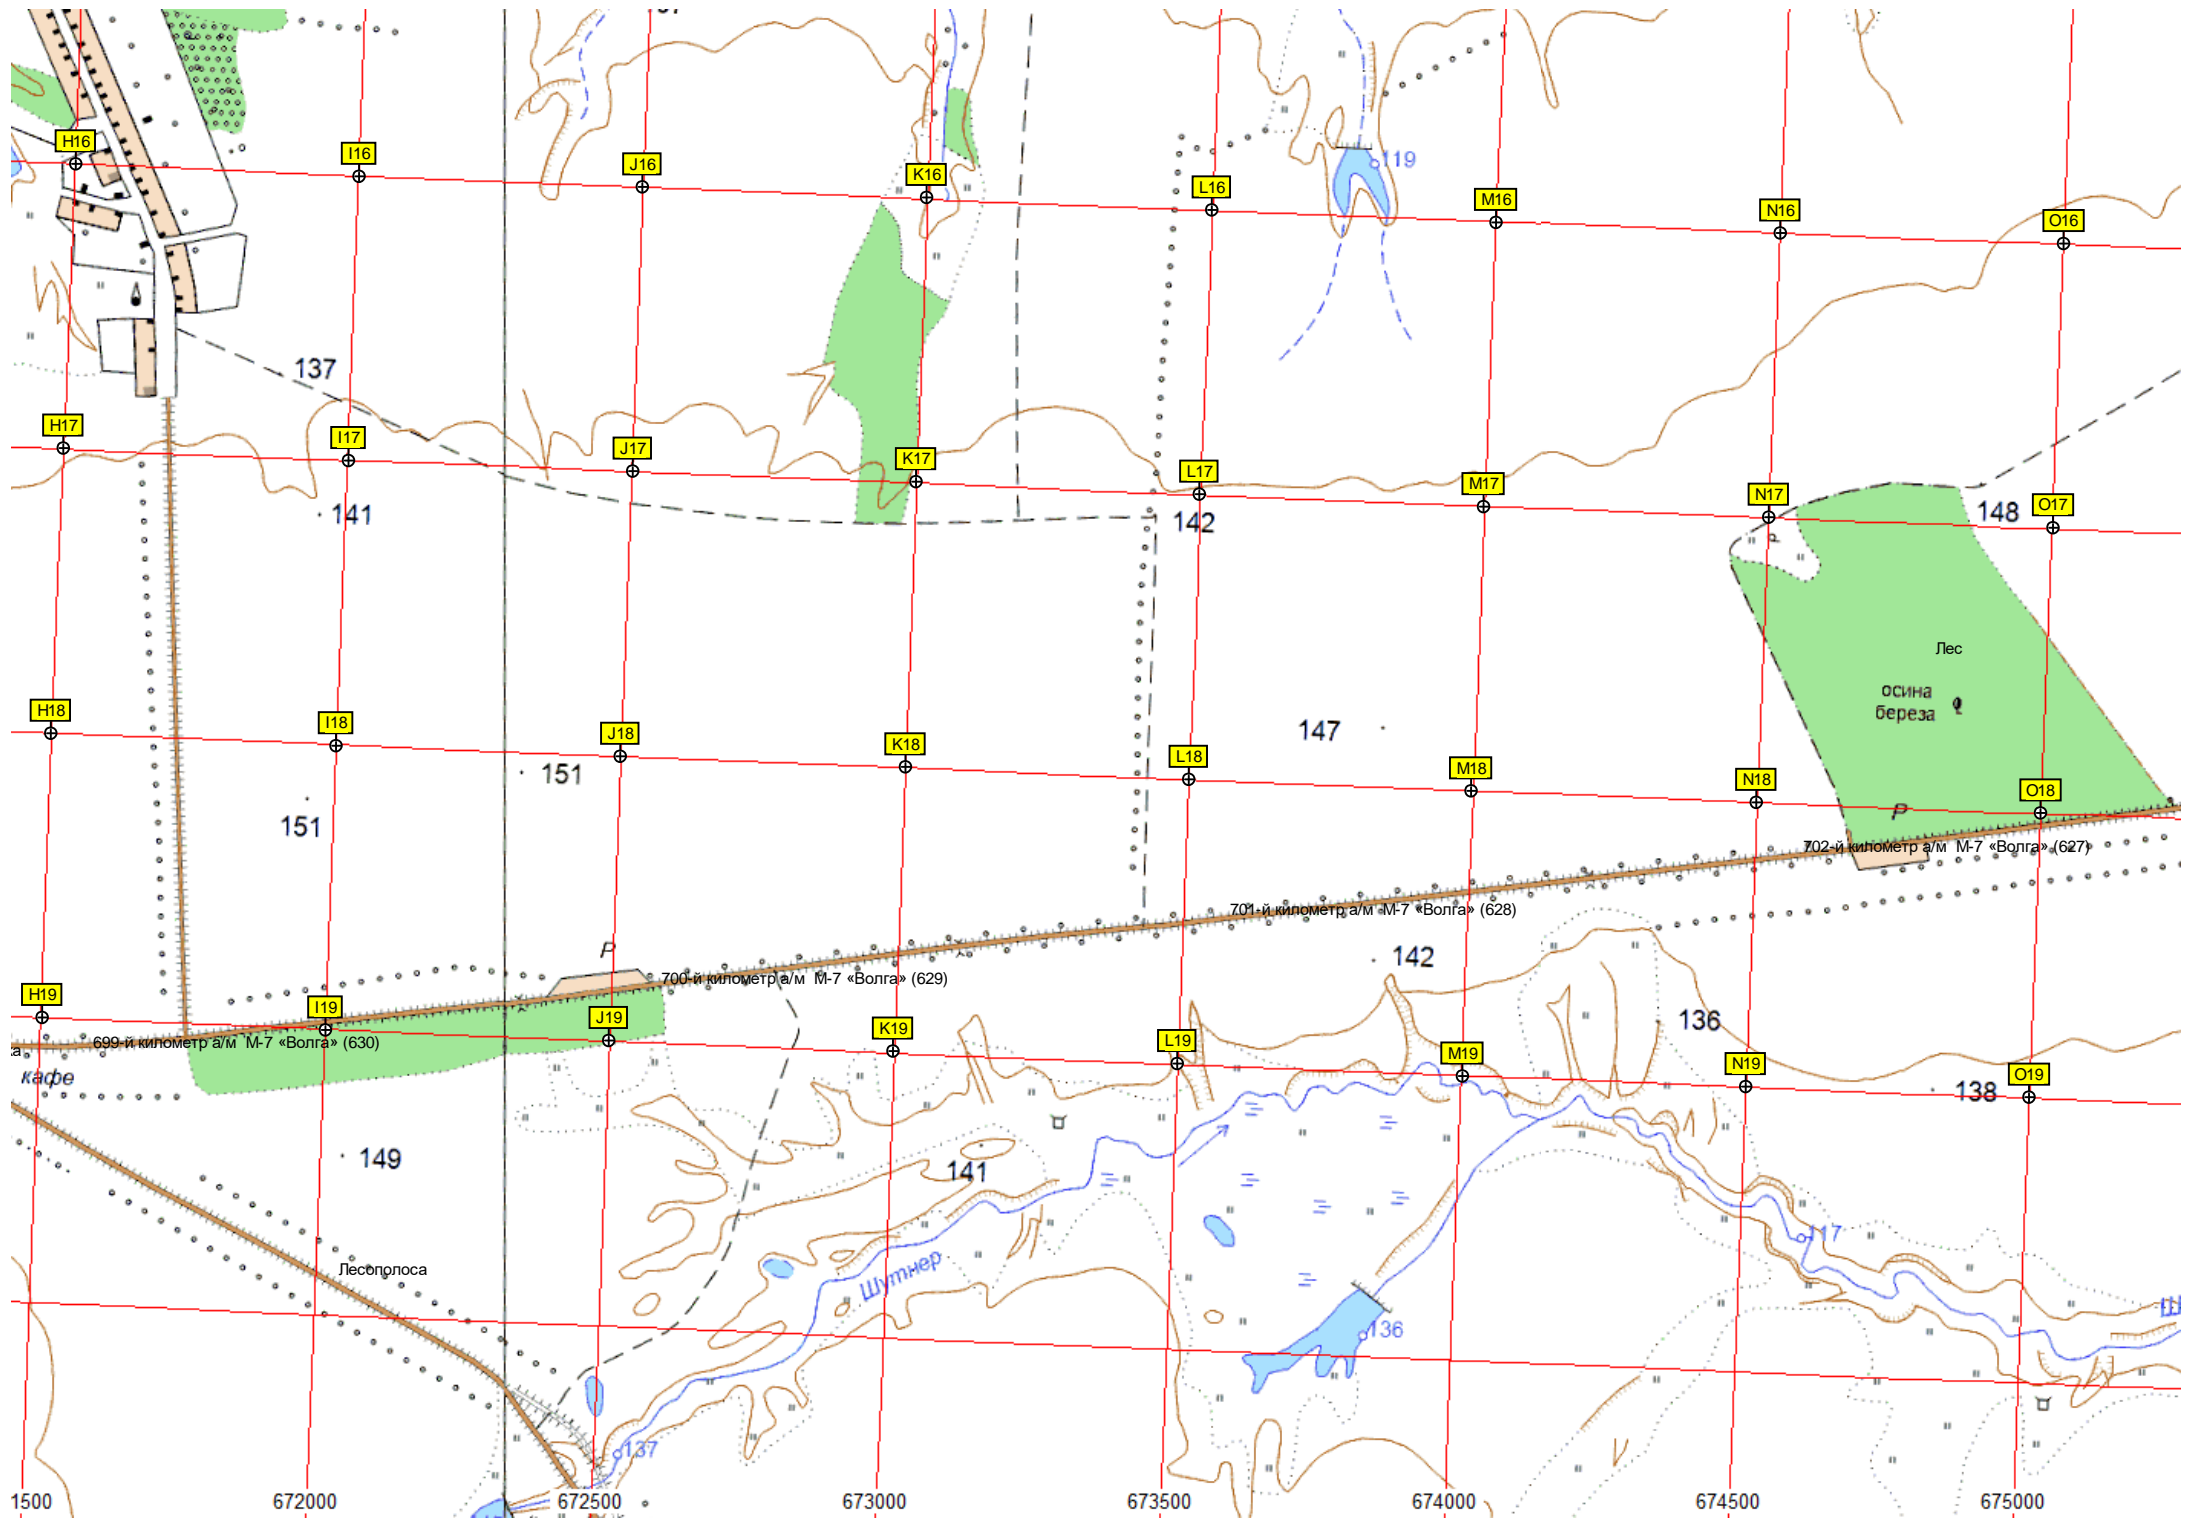 119
H16
I16
J16
K16
L16
M16
N16
O16
137
H17
I17
J17
K17
L17
M17
N17
O17
141
142
148
Р
Лес
осина
береза
147
H18
I18
J18
K18
L18
M18
N18
O18
151
151
Р
702-й километр а/м М-7 «Волга» (627)
701-й километр а/м М-7 «Волга» (628)
Р
142
700-й километр а/м М-7 «Волга» (629)
H19
I19
J19
K19
L19
M19
N19
O19
136
699-й километр а/м М-7 «Волга» (630)
ка
кафе
138
149
141
117
Лесополоса
Шутнер
136
137
1500
672000
672500
673000
673500
674000
674500
675000